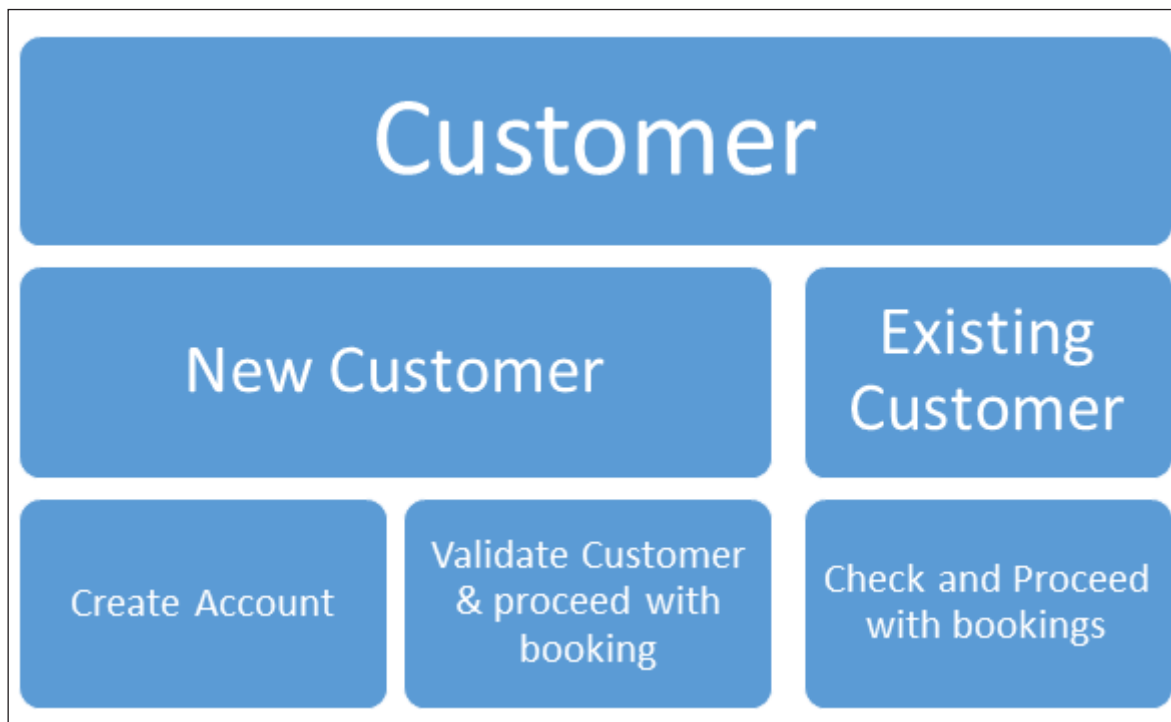 Customer
New Customer
Existing
Customer
Create Account
Validate Customer
& proceed with
booking
Check and Proceed
with bookings